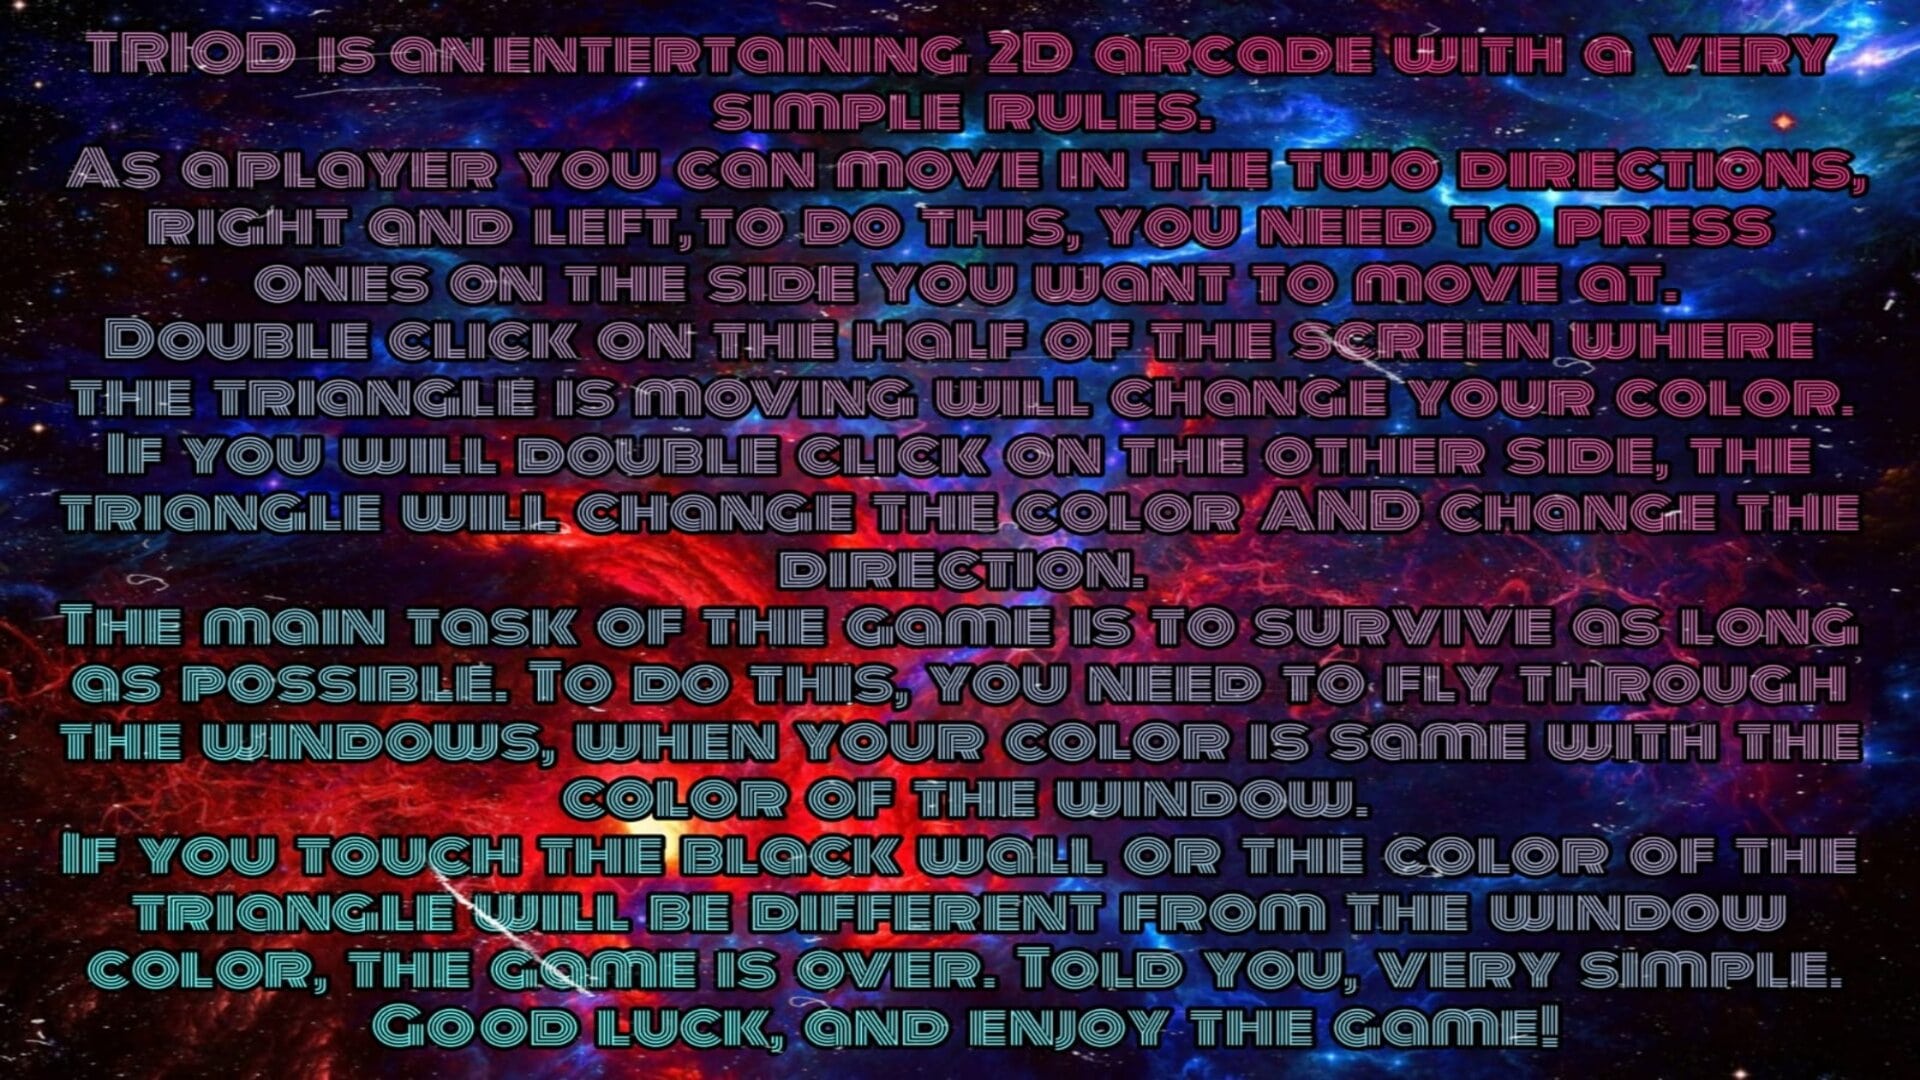 TRIOD is an entertaining 2D arcade with a very
simple rules.
As a player you can move in the two directions,
right and left, to do this, you need to press
ones on the side you want to move at.
Double click on the half of the screen where
the triangle is moving will change your color.
If you will double click on the other side, the
triangle will change the color AND change the
direction.
The main task of the game is to survive as long
as possible. To do this, you need to fly through
the windows, when your color is same with the
color of the window.
If you touch the black wall or the color of the
triangle will be different from the window
color, the game is over. Told you, very simple.
Good luck, and enjoy the game!